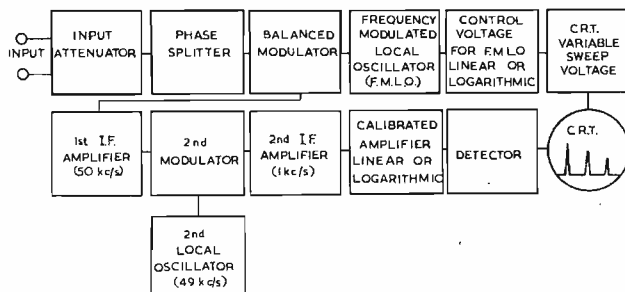 INPUT
INPUT
ATTENUATOR
PHASE
SPLITTER
BALANCED
MODULATOR
FREQUENCY
MODULATED
LOCAL
OSCILLATOR
(F.M.L.O.)
CONTROL
VOLTAGE
FOR F.M.L.O
LINEAR OR
LOGARITHMIC
C.R.T.
VARIABLE
SWEEP
VOLTAGE
1st I.F.
AMPLIFIER
(50 kc/s)
2nd
MODULATOR
2nd I.F.
AMPLIFIER
(1kc/s)
CALIBRATED
AMPLIFIER
LINEAR OR
LOGARITHMIC
DETECTOR
C.R.T.
2nd
LOCAL
OSCILLATOR
(49 kc/s)